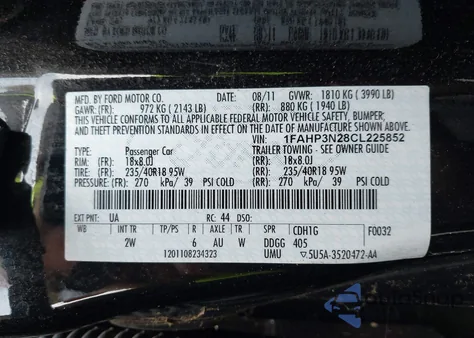 MFD. BY FORD MOTOR CO. DATE: 08/11 GVWR: 1810 KG ( 3990 LB)
GAWR: (FR): 972 KG ( 2143 LB) (RR): 880 KG ( 1940 LB)
THIS VEHICLE CONFORMS TO ALL APPLICABLE FEDERAL MOTOR VEHICLE SAFETY, BUMPER,
AND THEFT PREVENTION STANDARDS IN EFFECT ON THE DATE OF MANUFACTURE SHOWN ABOVE.
VIN: 1FAHP3N28CL225852
TYPE: Passenger Car TRAILER TOWING - SEE OWNER GUIDE
RIM: (FR) 18x8.0J (RR): 18x8.0J
TIRE: (FR) 235/40R18 95W (RR): 235/40R18 95W
PRESSURE: (FR) 270 kPa/ 39 PSI COLD (RR): 270 kPa/ 39 PSI COLD
EXT PNT: UA RC: 44 DSO:
WB INT TR TP/PS R AXLE TR SPR CDH1G F0032
2W 6 AU W DDGG 405
1201108234323 UMU 5U5A-3520472-AA